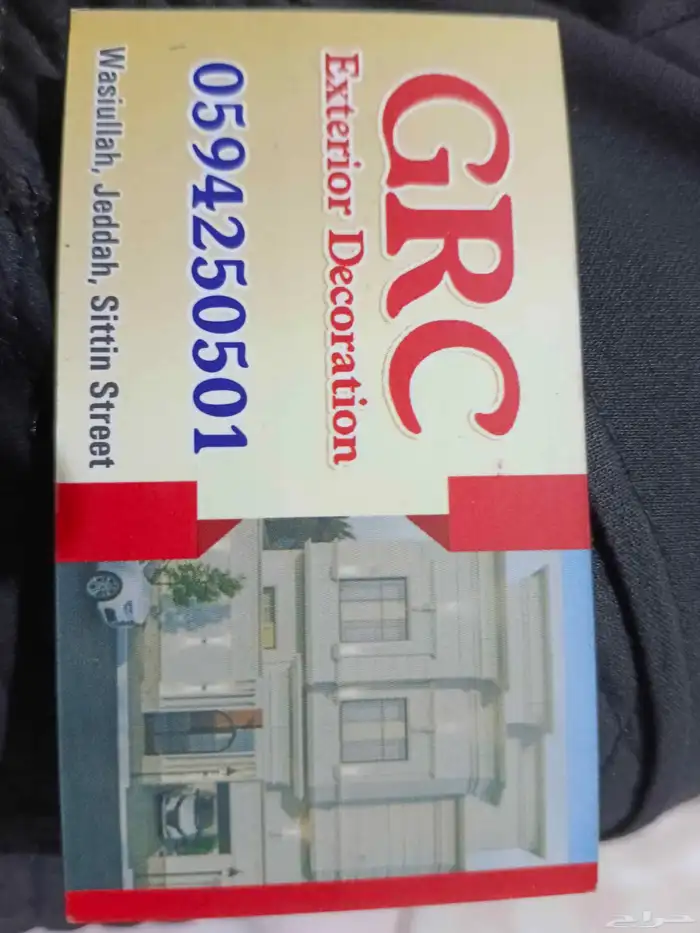 GRC
Exterior Decoration
0594250501
Wasiullah, Jeddah, Sittin Street
حراج